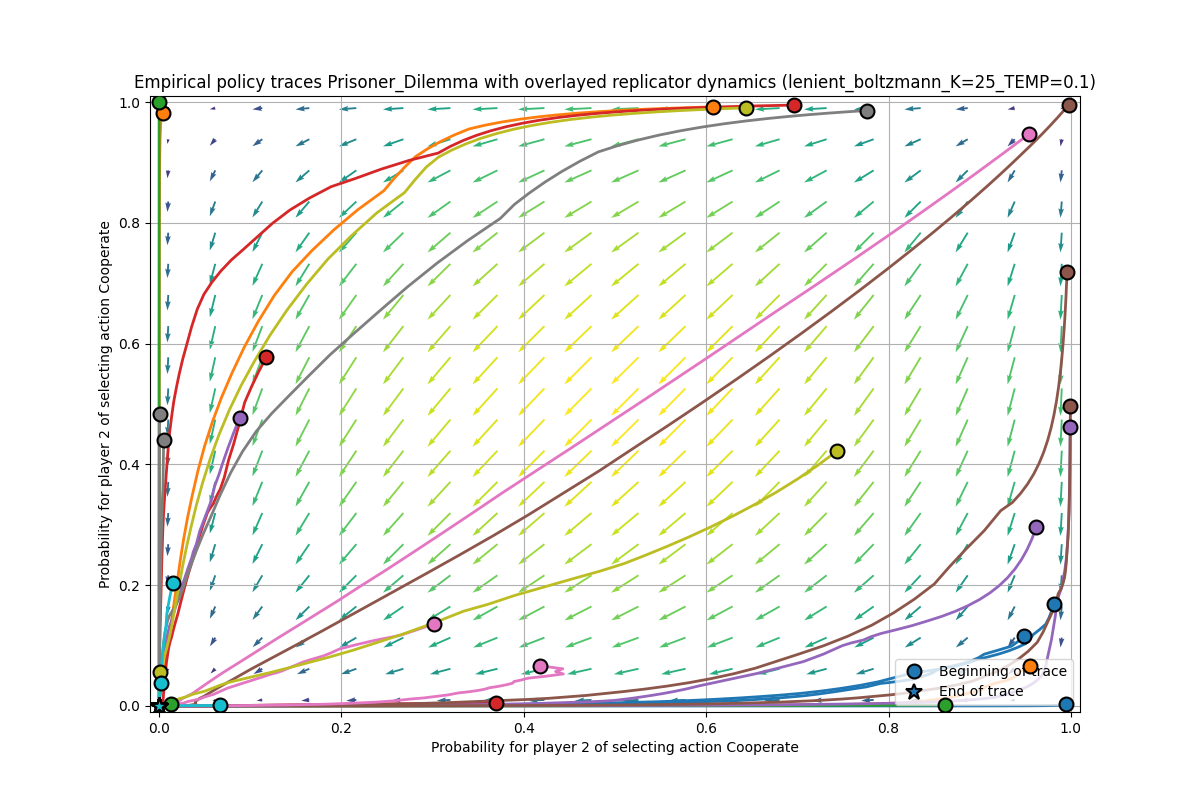 Empirical policy traces Prisoner_Dilemma with overlayed replicator dynamics (lenient_boltzmann_K=25_TEMP=0.1)
Probability for player 2 of selecting action Cooperate
1.0
0.8
0.6
0.4
0.2
0.0
Beginning of trace
End of trace
0.0 0.2 0.4 0.6 0.8 1.0
Probability for player 2 of selecting action Cooperate